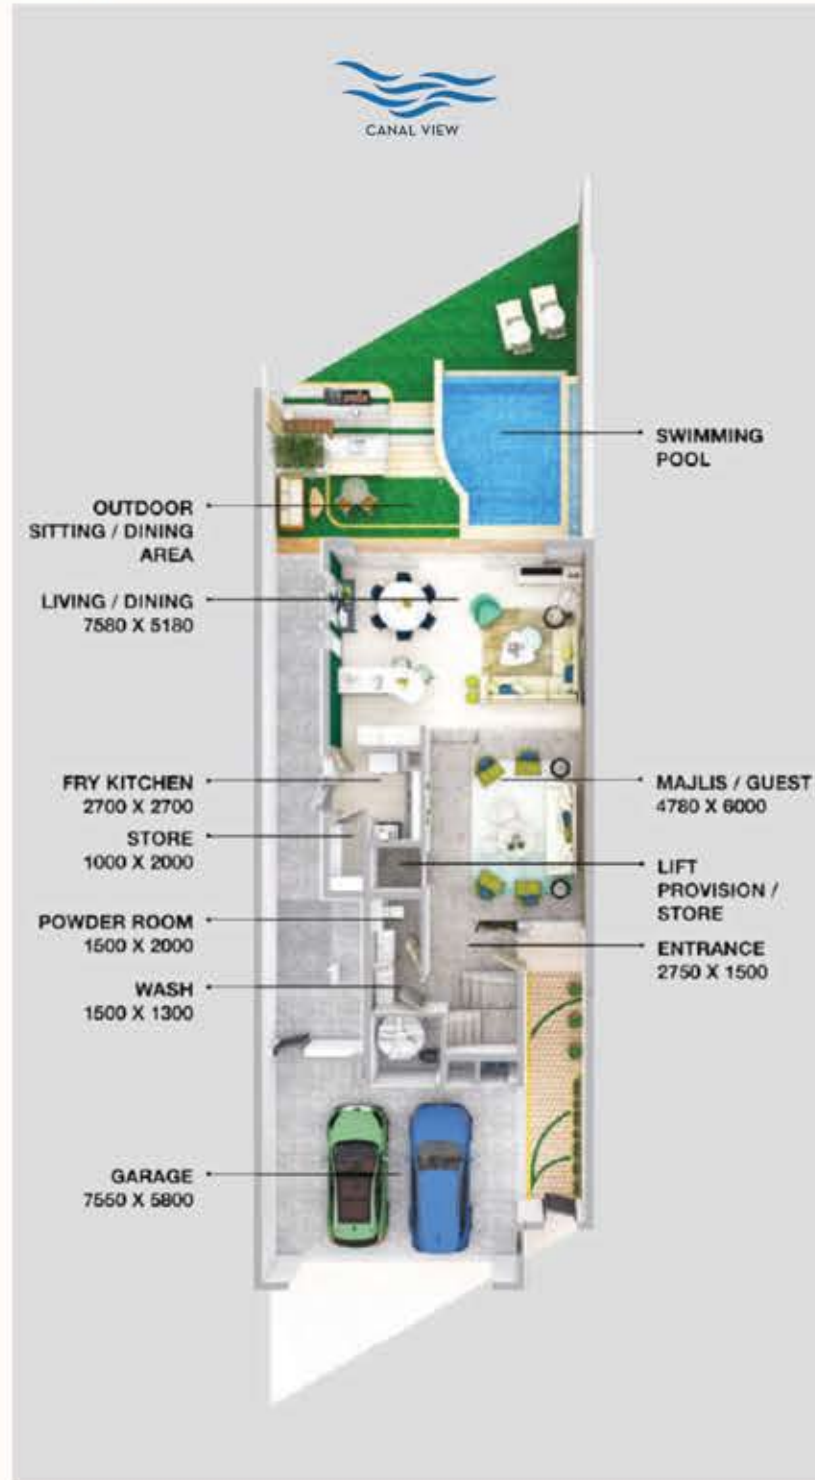 CANAL VIEW
SWIMMING
POOL
OUTDOOR
SITTING / DINING
AREA
LIVING / DINING
7580 X 5180
FRY KITCHEN
2700 X 2700
MAJLIS / GUEST
4780 X 6000
STORE
1000 X 2000
LIFT
PROVISION /
STORE
POWDER ROOM
1500 X 2000
ENTRANCE
2750 X 1500
WASH
1500 X 1300
GARAGE
7550 X 5800